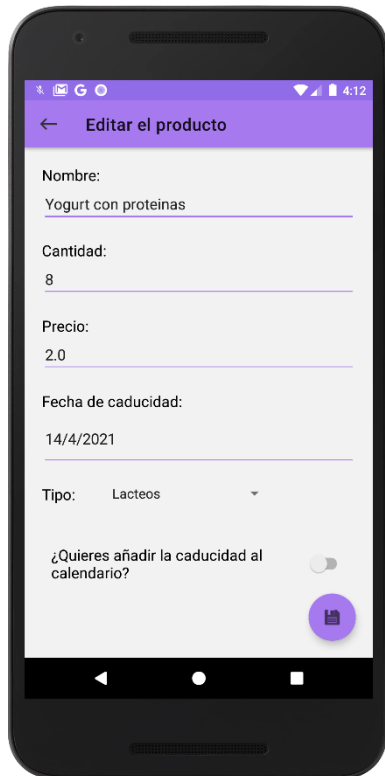 4:12
Editar el producto
Nombre:
Yogurt con proteinas
Cantidad:
8
Precio:
2.0
Fecha de caducidad:
14/4/2021
Tipo: Lacteos
¿Quieres añadir la caducidad al
calendario?